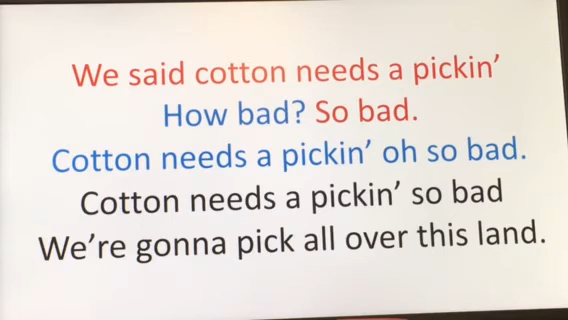 We said cotton needs a pickin’
How bad? So bad.
Cotton needs a pickin’ oh so bad.
Cotton needs a pickin’ so bad
We’re gonna pick all over this land.